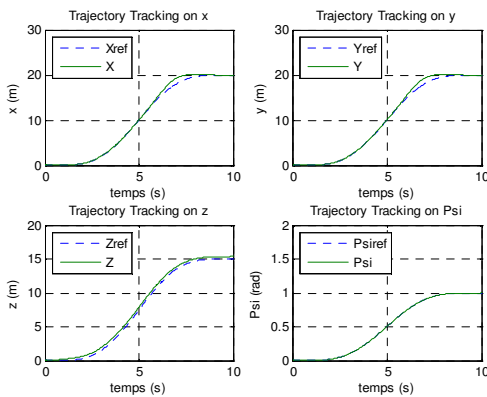 Trajectory Tracking on x
30
20
10
0
x (m)
Xref
X
0
5
10
temps (s)
Trajectory Tracking on y
30
20
10
0
y (m)
Yref
Y
0
5
10
temps (s)
Trajectory Tracking on z
20
15
10
5
0
z (m)
Zref
Z
0
5
10
temps (s)
Trajectory Tracking on Psi
2
1.5
1
0.5
0
Psi (rad)
Psiref
Psi
0
5
10
temps (s)